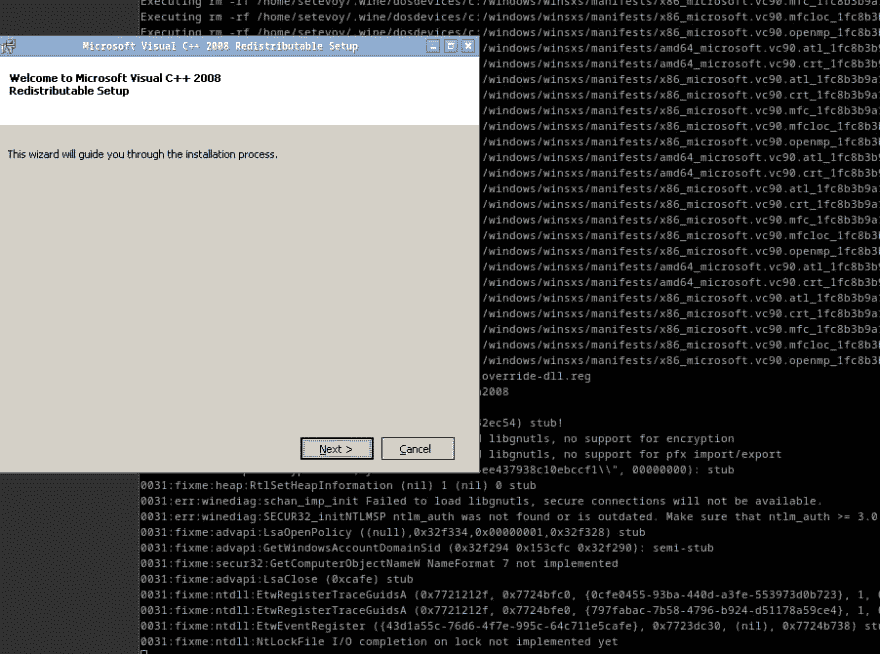 Executing rm -rf /home/setevoy/.wine/dosdevices/c:/windows/winsxs/manifests/x86_microsoft.vc90.mfc_1fc8b3b9a
Executing rm -rf /home/setevoy/.wine/dosdevices/c:/windows/winsxs/manifests/x86_microsoft.vc90.mfcloc_1fc8b3
Executing rm -rf /home/setevoy/.wine/dosdevices/c:/windows/winsxs/manifests/x86_microsoft.vc90.openmp_1fc8b3
Microsoft Visual C++ 2008 Redistributable Setup
Welcome to Microsoft Visual C++ 2008
Redistributable Setup
This wizard will guide you through the installation process.
Next >
Cancel
/windows/winsxs/manifests/amd64_microsoft.vc90.atl_1fc8b3b9
/windows/winsxs/manifests/amd64_microsoft.vc90.crt_1fc8b3b9
/windows/winsxs/manifests/x86_microsoft.vc90.atl_1fc8b3b9a
/windows/winsxs/manifests/x86_microsoft.vc90.crt_1fc8b3b9a
/windows/winsxs/manifests/x86_microsoft.vc90.mfc_1fc8b3b9a
/windows/winsxs/manifests/x86_microsoft.vc90.mfcloc_1fc8b3
/windows/winsxs/manifests/x86_microsoft.vc90.openmp_1fc8b3
/windows/winsxs/manifests/amd64_microsoft.vc90.atl_1fc8b3b9
/windows/winsxs/manifests/amd64_microsoft.vc90.crt_1fc8b3b9
/windows/winsxs/manifests/x86_microsoft.vc90.atl_1fc8b3b9a
/windows/winsxs/manifests/x86_microsoft.vc90.crt_1fc8b3b9a
/windows/winsxs/manifests/x86_microsoft.vc90.mfc_1fc8b3b9a
/windows/winsxs/manifests/x86_microsoft.vc90.mfcloc_1fc8b3
/windows/winsxs/manifests/x86_microsoft.vc90.openmp_1fc8b3
/windows/winsxs/manifests/amd64_microsoft.vc90.atl_1fc8b3b9
/windows/winsxs/manifests/amd64_microsoft.vc90.crt_1fc8b3b9
/windows/winsxs/manifests/x86_microsoft.vc90.atl_1fc8b3b9a
/windows/winsxs/manifests/x86_microsoft.vc90.crt_1fc8b3b9a
/windows/winsxs/manifests/x86_microsoft.vc90.mfc_1fc8b3b9a
/windows/winsxs/manifests/x86_microsoft.vc90.mfcloc_1fc8b3
/windows/winsxs/manifests/x86_microsoft.vc90.openmp_1fc8b3
override-dll.reg
2008
2ec54) stub!
libgnutls, no support for encryption
libgnutls, no support for pfx import/export
ee437938cl0ebccf1\\", 00000000): stub
0031:fixme:heap:RtlSetHeapInformation (nil) 1 (nil) 0 stub
0031:err:winediag:schan_imp_init Failed to load libgnutls, secure connections will not be available.
0031:err:winediag:SECUR32_initNTLMSP ntlm_auth was not found or is outdated. Make sure that ntlm_auth >= 3.0
0031:fixme:advapi:LsaOpenPolicy ((null),0x32f334,0x00000001,0x32f328) stub
0031:fixme:advapi:GetWindowsAccountDomainSid (0x32f294 0x153cfc 0x32f290): semi-stub
0031:fixme:secur32:GetComputerObjectNameW NameFormat 7 not implemented
0031:fixme:advapi:LsaClose (0xcafe) stub
0031:fixme:ntdll:EtwRegisterTraceGuidsA (0x7721212f, 0x7724bfc0, {0cfe0455-93ba-440d-a3fe-553973d0b723}, 1,
0031:fixme:ntdll:EtwRegisterTraceGuidsA (0x7721212f, 0x7724bfe0, {797fabac-7b58-4796-b924-d51178a59ce4}, 1,
0031:fixme:ntdll:EtwEventRegister ({43d1a55c-76d6-4f7e-995c-64c711e5cafe}, 0x7723dc30, (nil), 0x7724b738) st
0031:fixme:ntdll:NtLockFile I/O completion on lock not implemented yet